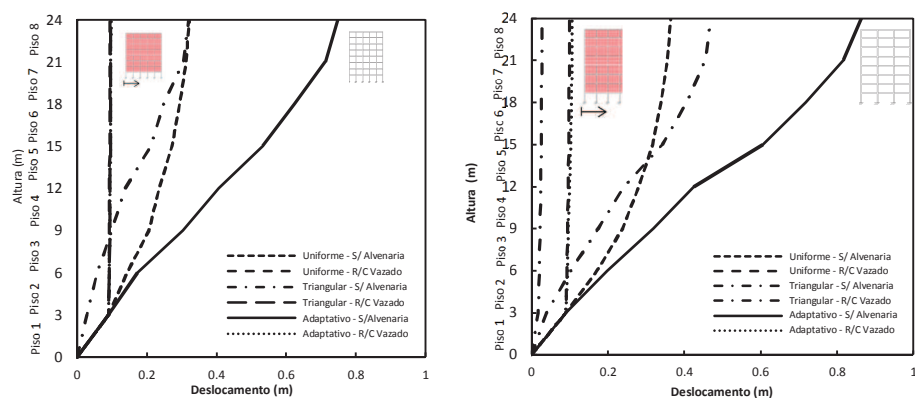 24
21
18
15
12
9
6
3
0
Altura (m)
Piso 8
Piso 7
Piso 6
Piso 5
Piso 4
Piso 3
Piso 2
Piso 1
Uniforme - S/ Alvenaria
Uniforme - R/C Vazado
Triangular - S/ Alvenaria
Triangular - R/C Vazado
Adaptativo - S/Alvenaria
Adaptativo - R/C Vazado
0 0.2 0.4 0.6 0.8 1
Deslocamento (m)
24
21
18
15
12
9
6
3
0
Altura (m)
Piso 8
Piso 7
Pisc 6
Piso 5
Piso 4
Piso 3
Piso 2
Piso 1
Uniforme - S/ Alvenaria
Uniforme - R/C Vazado
Triangular - S/ Alvenaria
Triangular - R/C Vazado
Adaptativo - S/Alvenaria
Adaptativo - R/C Vazado
0 0.2 0.4 0.6 0.8 1
Deslocamento (m)